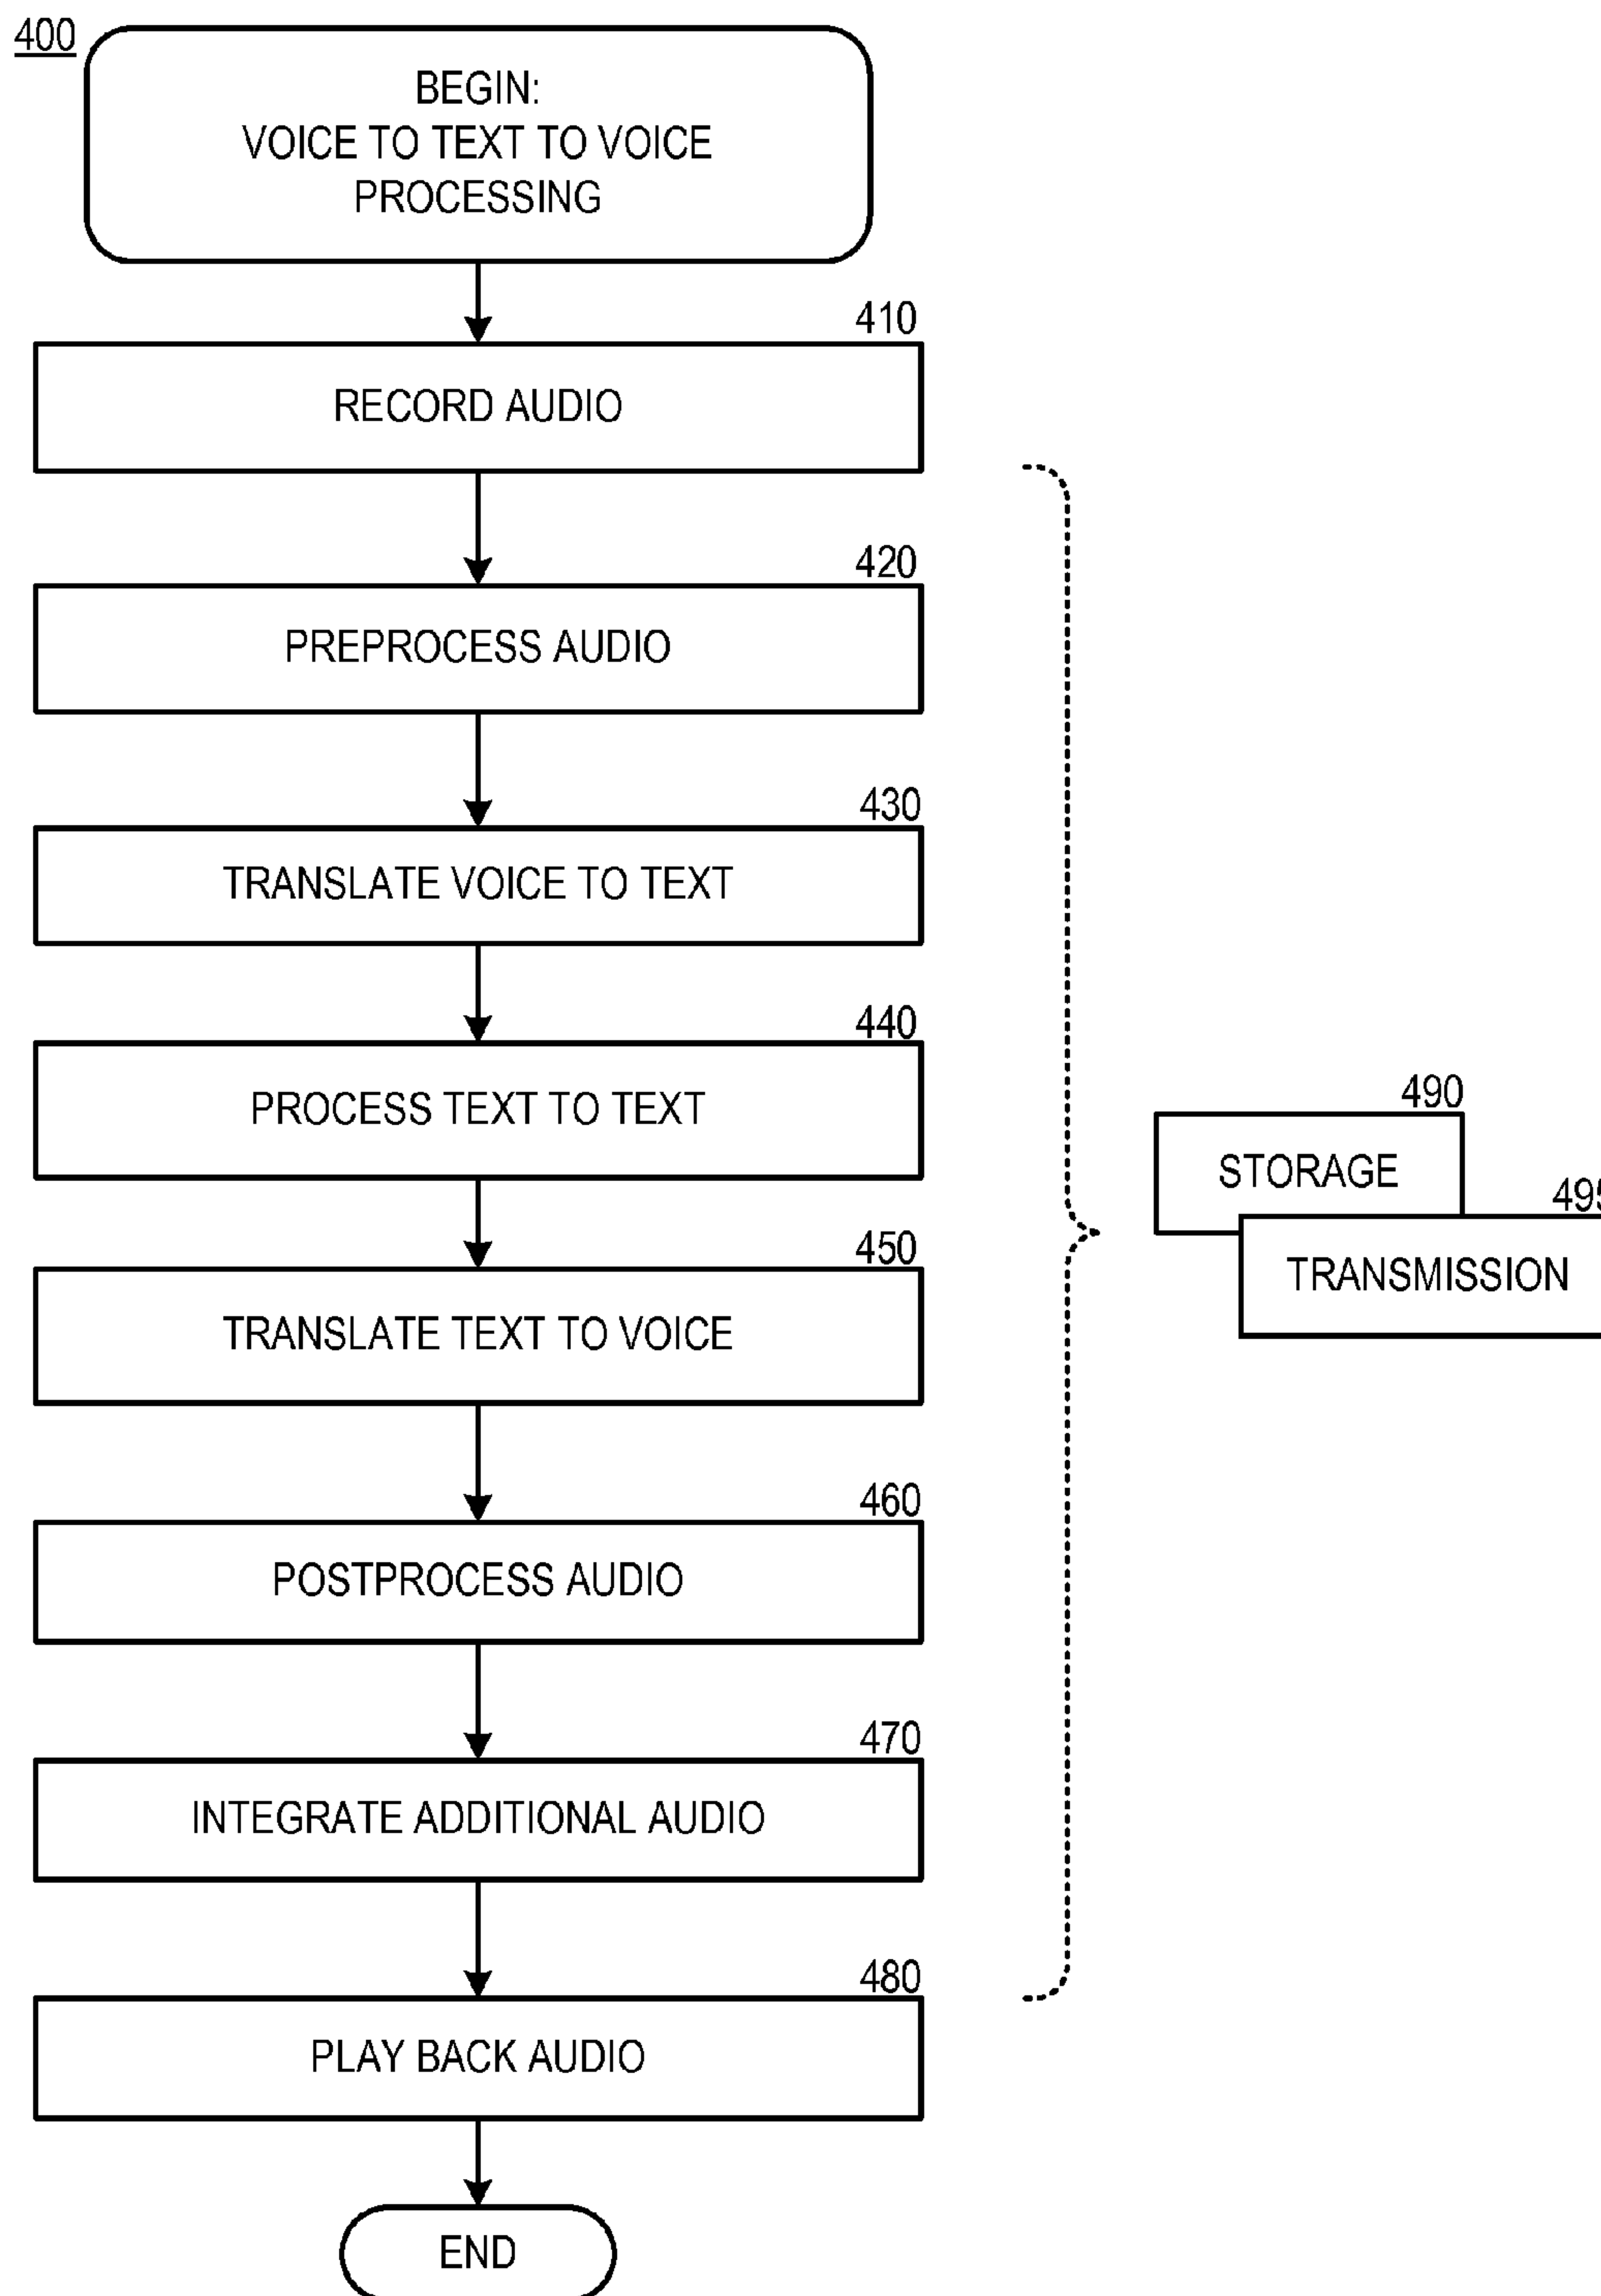 400
BEGIN:
VOICE TO TEXT TO VOICE
PROCESSING
410
RECORD AUDIO
420
PREPROCESS AUDIO
430
TRANSLATE VOICE TO TEXT
440
PROCESS TEXT TO TEXT
490
STORAGE
495
TRANSMISSION
450
TRANSLATE TEXT TO VOICE
460
POSTPROCESS AUDIO
470
INTEGRATE ADDITIONAL AUDIO
480
PLAY BACK AUDIO
END